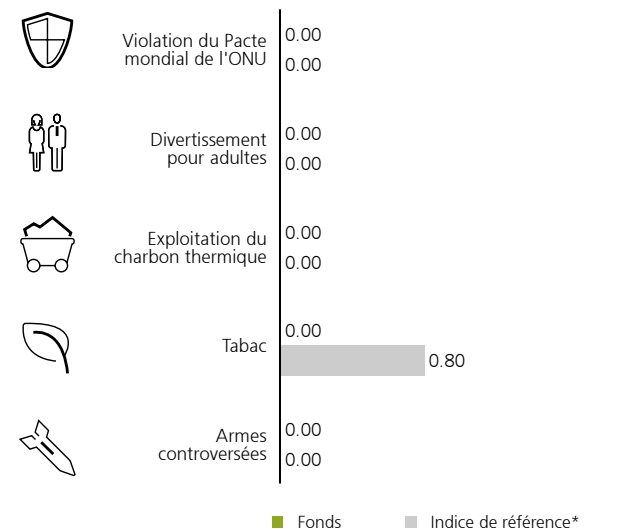 Violation du Pacte
mondial de l'ONU
0.00
0.00
Divertissement
pour adultes
0.00
0.00
Exploitation du
charbon thermique
0.00
0.00
Tabac
0.00
0.80
Armes
controversées
0.00
0.00
Fonds
Indice de référence*